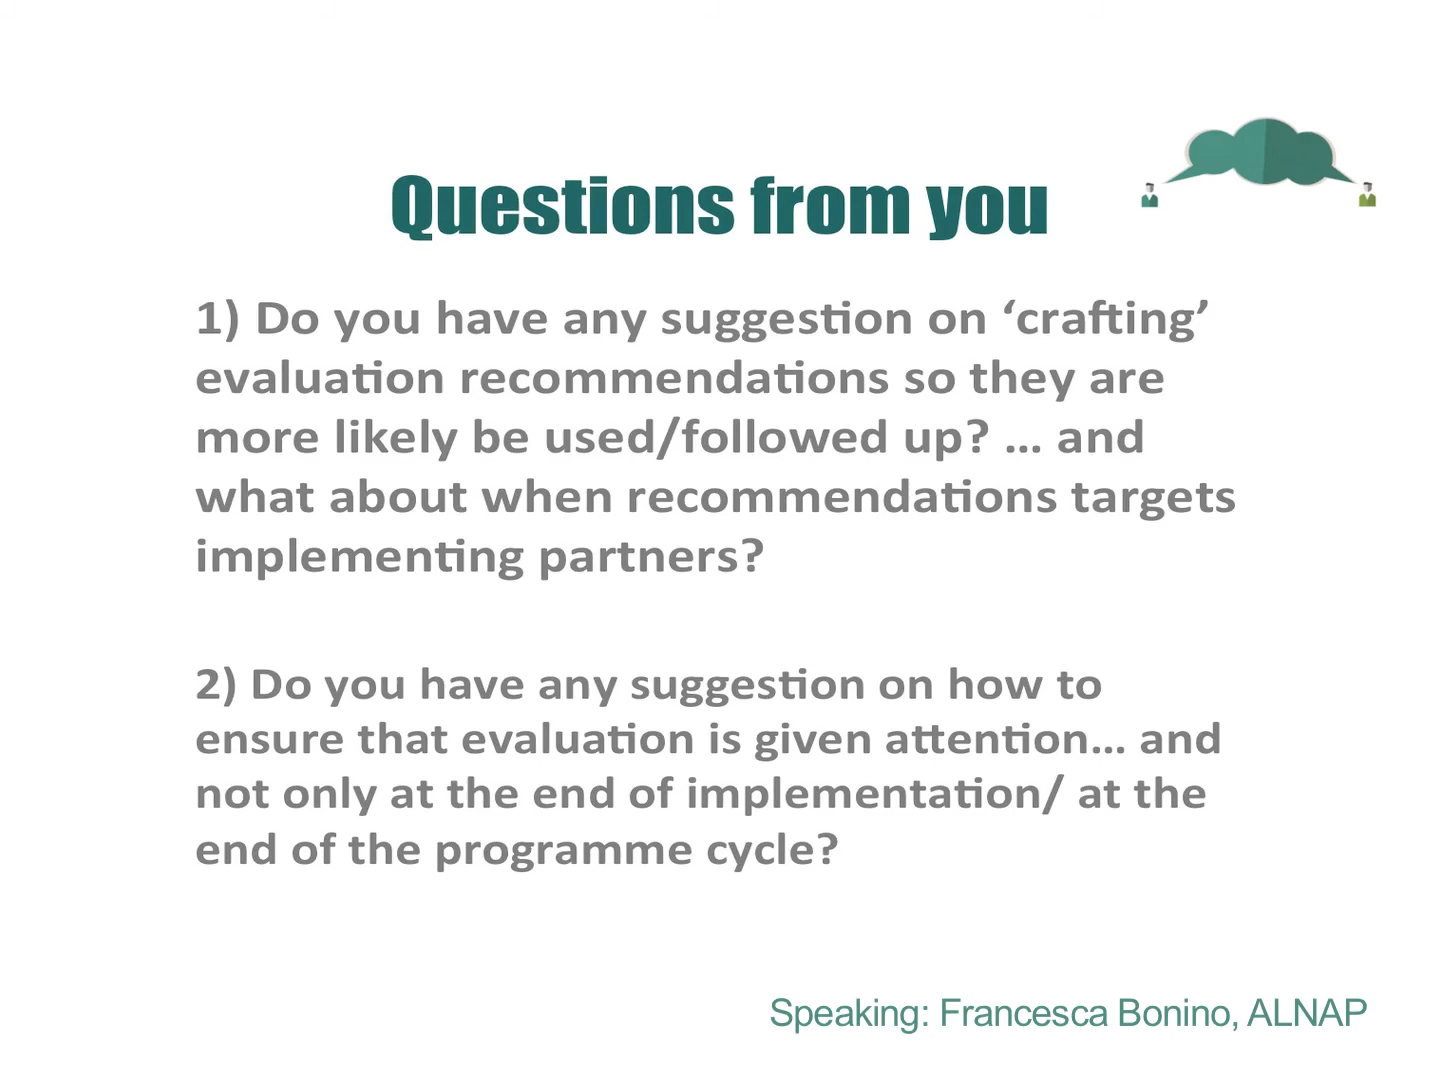 Questions from you
1) Do you have any suggestion on ‘crafting’
evaluation recommendations so they are
more likely be used/followed up? … and
what about when recommendations targets
implementing partners?
2) Do you have any suggestion on how to
ensure that evaluation is given attention… and
not only at the end of implementation/ at the
end of the programme cycle?
Speaking: Francesca Bonino, ALNAP